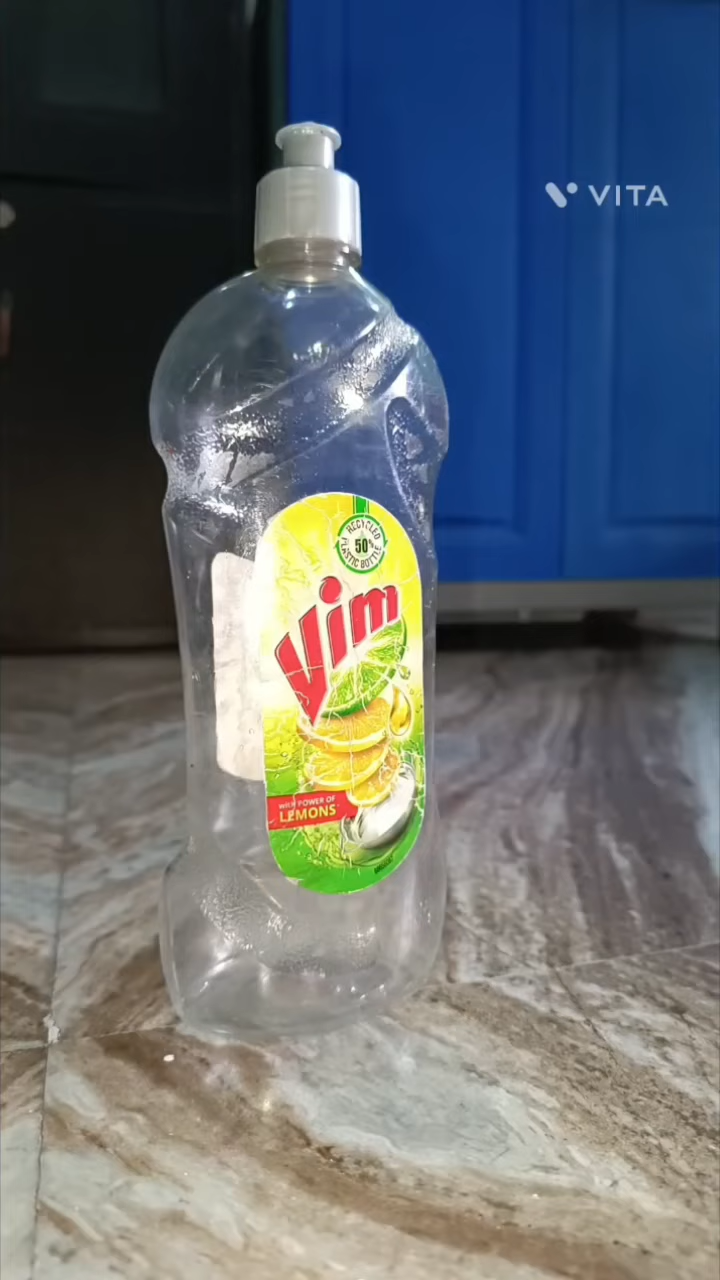 VITA
RECYCLED
50%
PLASTIC BOTTLE
Vim
WITH POWER OF
LEMONS